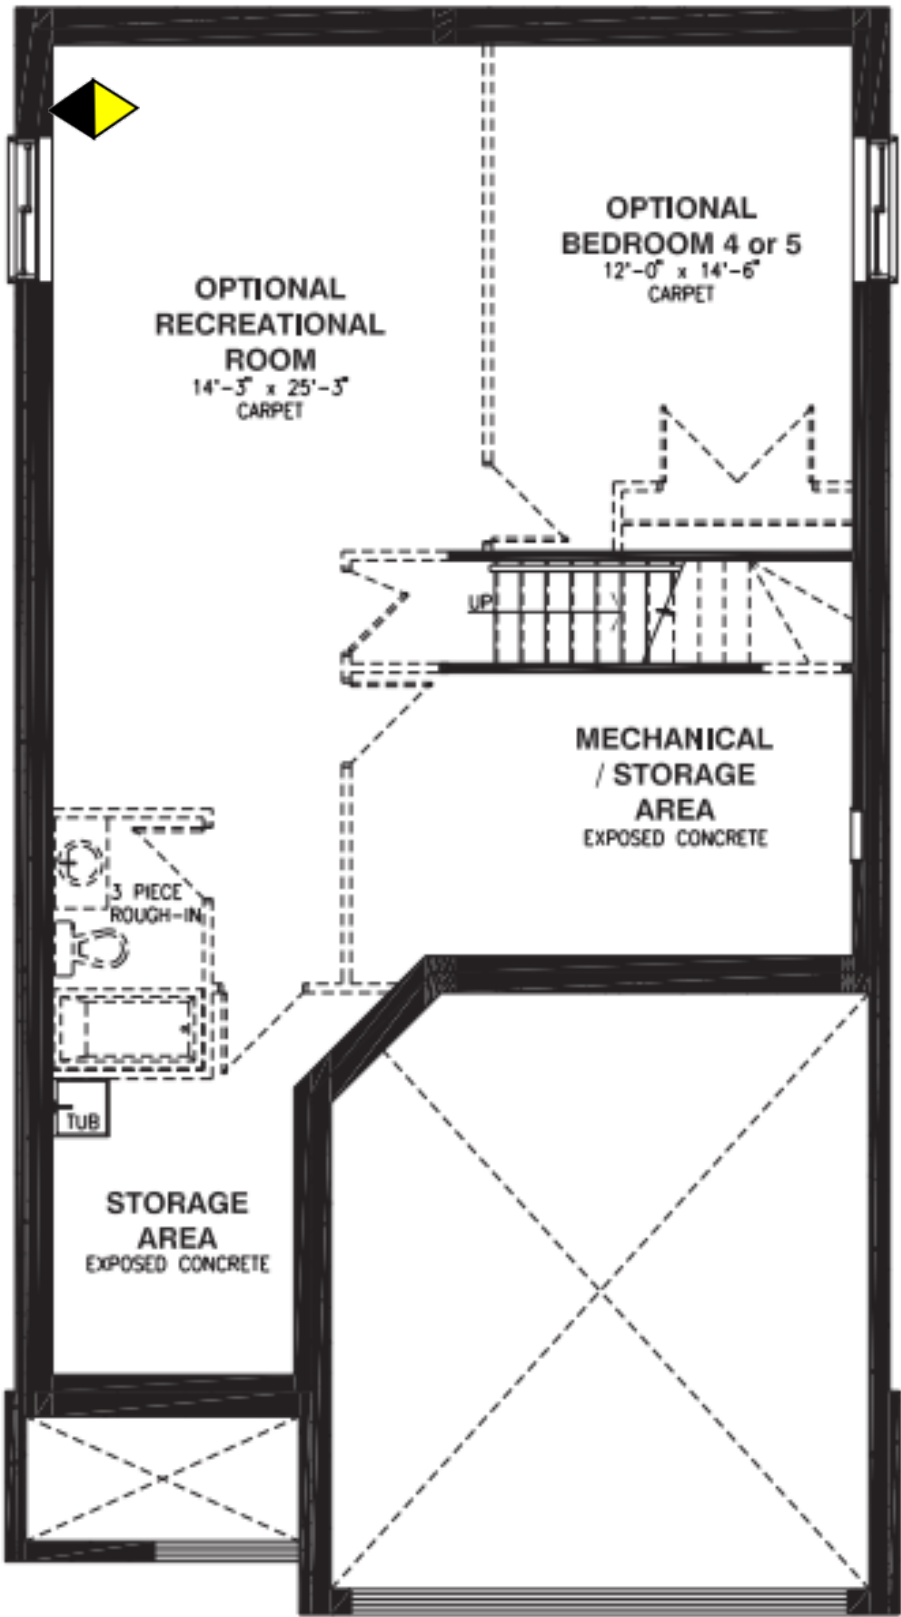 OPTIONAL
BEDROOM 4 or 5
12'-0" x 14'-6"
CARPET
OPTIONAL
RECREATIONAL
ROOM
14'-3" x 25'-3"
CARPET
UP
MECHANICAL
/ STORAGE
AREA
EXPOSED CONCRETE
3 PIECE
ROUGH-IN
TUB
STORAGE
AREA
EXPOSED CONCRETE